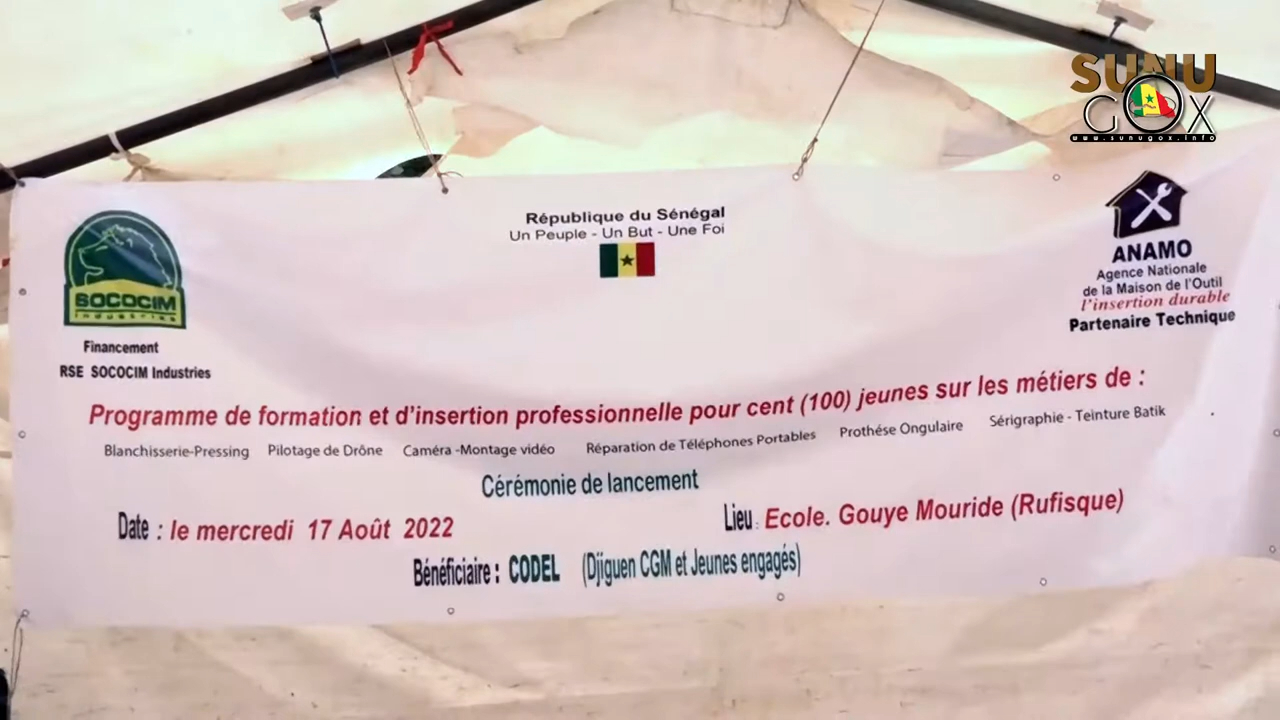 SUNU
GOX
www.sunugox.info
République du Sénégal
Un Peuple - Un But - Une Foi
SOCOCIM
industries
Financement
RSE SOCOCIM Industries
ANAMO
Agence Nationale
de la Maison de l'Outil
l'insertion durable
Partenaire Technique
Programme de formation et d'insertion professionnelle pour cent (100) jeunes sur les métiers de :
Blanchisserie-Pressing Pilotage de Drône Caméra -Montage vidéo Réparation de Téléphones Portables Prothése Ongulaire Sérigraphie - Teinture Batik
Cérémonie de lancement
Date : le mercredi 17 Août 2022
Lieu : Ecole. Gouye Mouride (Rufisque)
Bénéficiaire : CODEL (Djiguen CGM et Jeunes engagés)